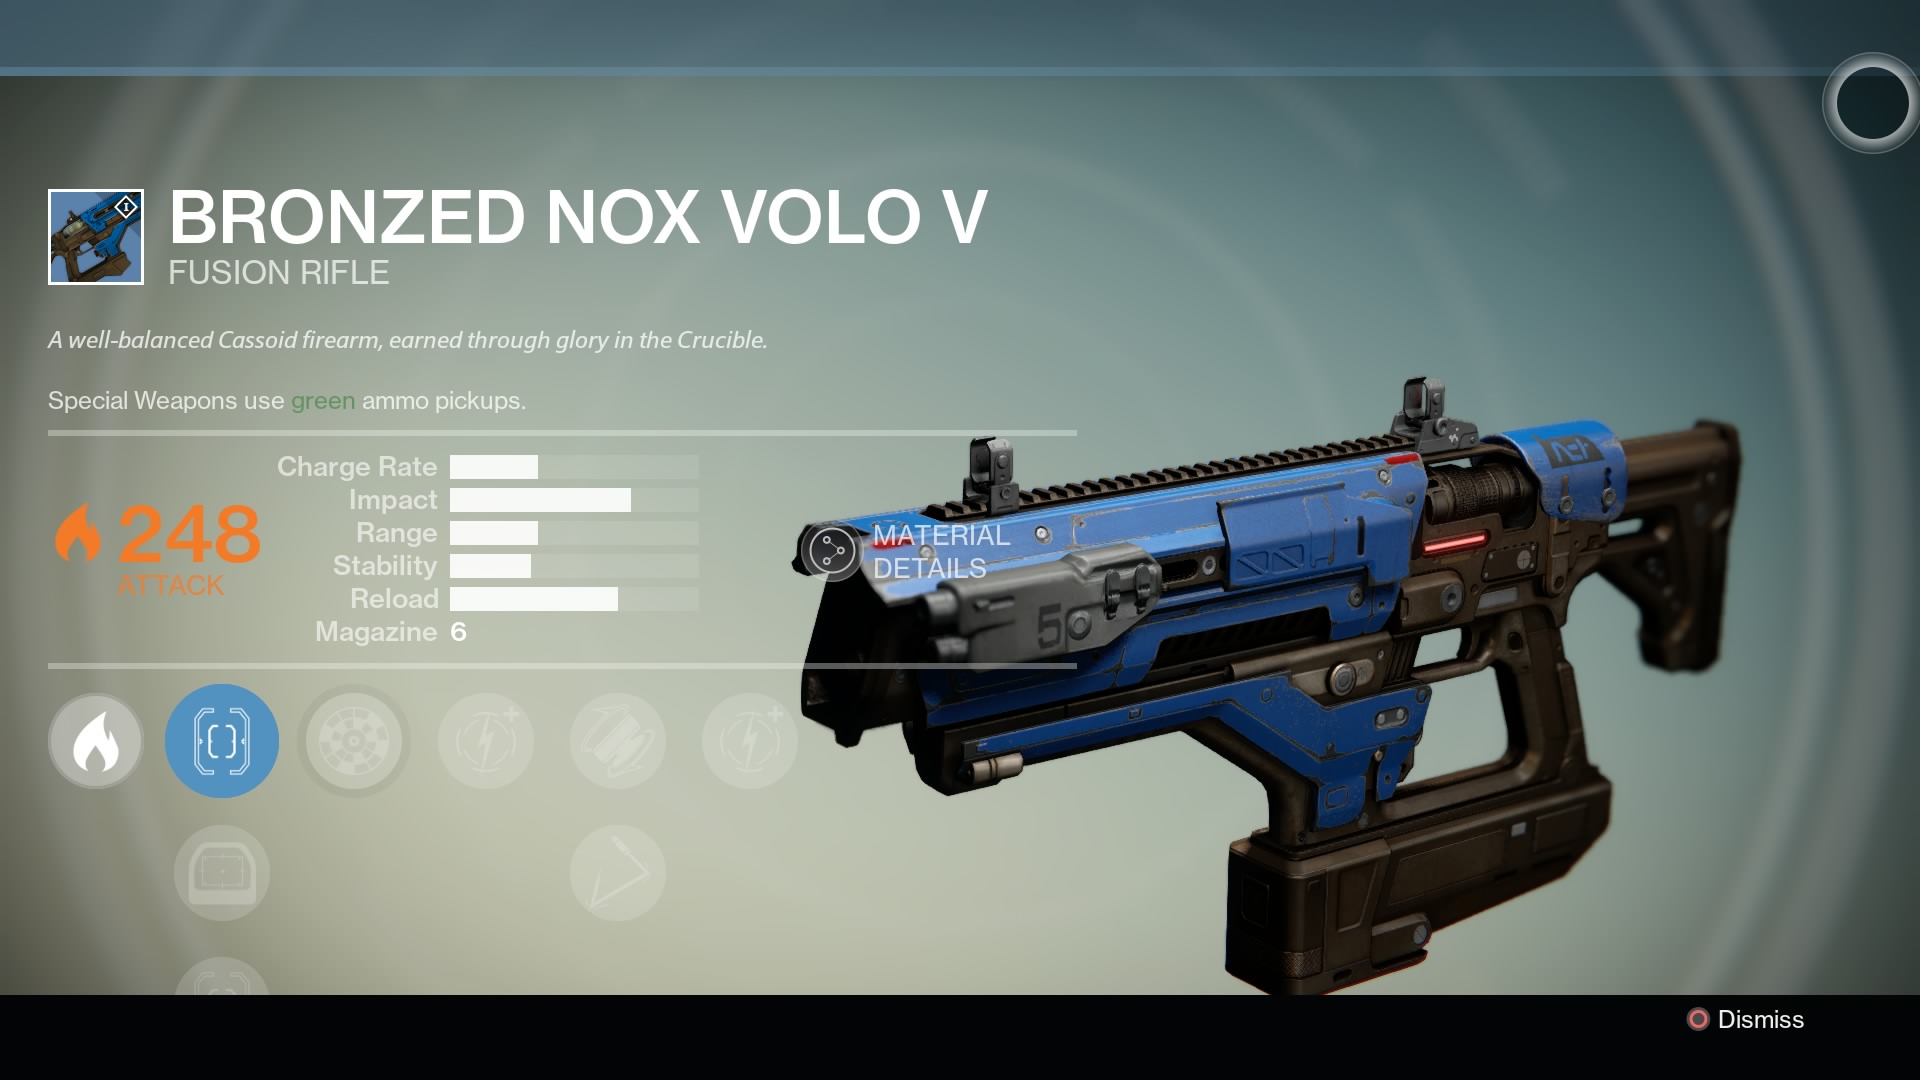 BRONZED NOX VOLO V
FUSION RIFLE
A well-balanced Cassoid firearm, earned through glory in the Crucible.
Special Weapons use green ammo pickups.
248
ATTACK
Charge Rate
Impact
Range
Stability
Reload
Magazine 6
MATERIAL
DETAILS
5
Dismiss